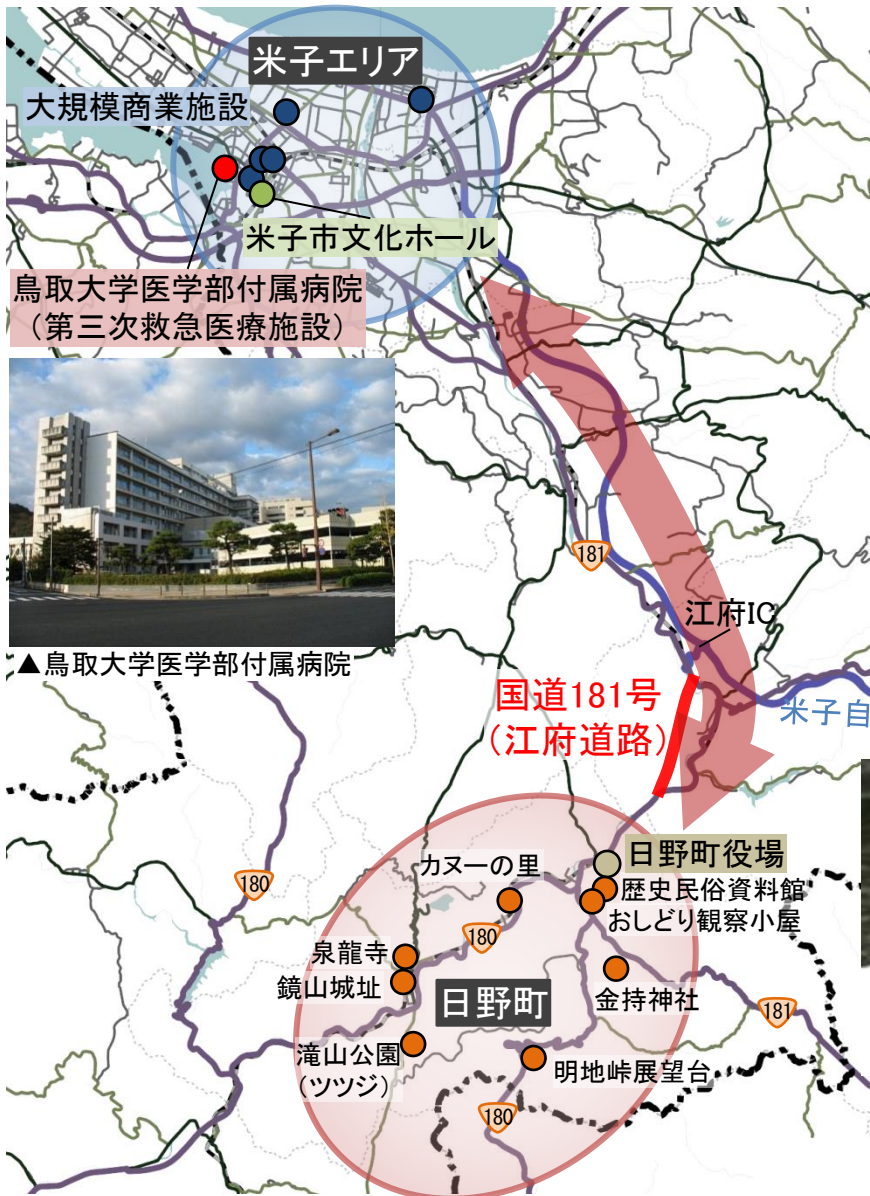 米子エリア
大規模商業施設
米子市文化ホール
鳥取大学医学部付属病院
（第三次救急医療施設）
▲鳥取大学医学部付属病院
181
江府IC
国道181号
（江府道路）
米子自
日野町役場
歴史民俗資料館
おしどり観察小屋
カヌーの里
180
180
泉龍寺
鏡山城址
日野町
金持神社
181
滝山公園
（ツツジ）
明地峠展望台
180